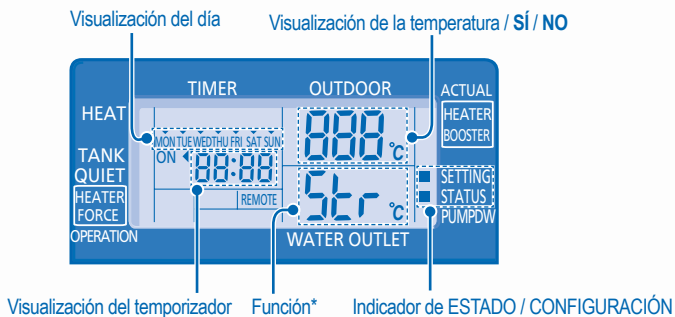 Visualización del día
Visualización de la temperatura / SÍ / NO
TIMER
OUTDOOR
ACTUAL
HEAT
HEATER
BOOSTER
MON TUE WED THU FRI SAT SUN
ON
88:88
888 °C
TANK
QUIET
SETTING
HEATER
FORCE
REMOTE
Str °C
STATUS
PUMPDW
OPERATION
WATER OUTLET
Visualización del temporizador
Función*
Indicador de ESTADO / CONFIGURACIÓN